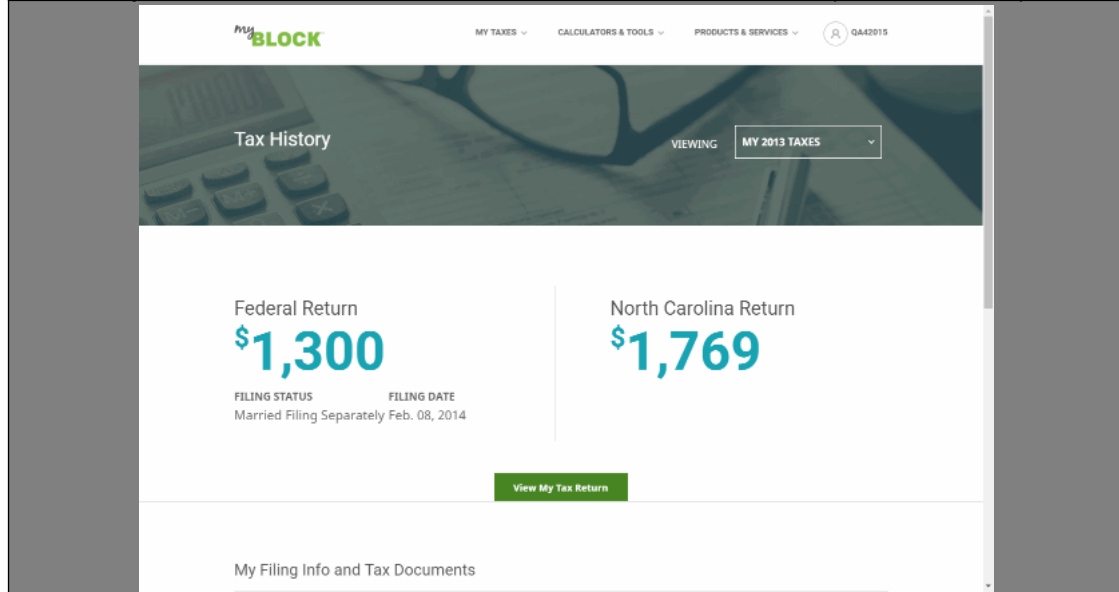 my BLOCK
MY TAXES
CALCULATORS & TOOLS
PRODUCTS & SERVICES
QA42015
Tax History
VIEWING
MY 2013 TAXES
Federal Return
$1,300
FILING STATUS
FILING DATE
Married Filing Separately
Feb. 08, 2014
North Carolina Return
$1,769
View My Tax Return
My Filing Info and Tax Documents